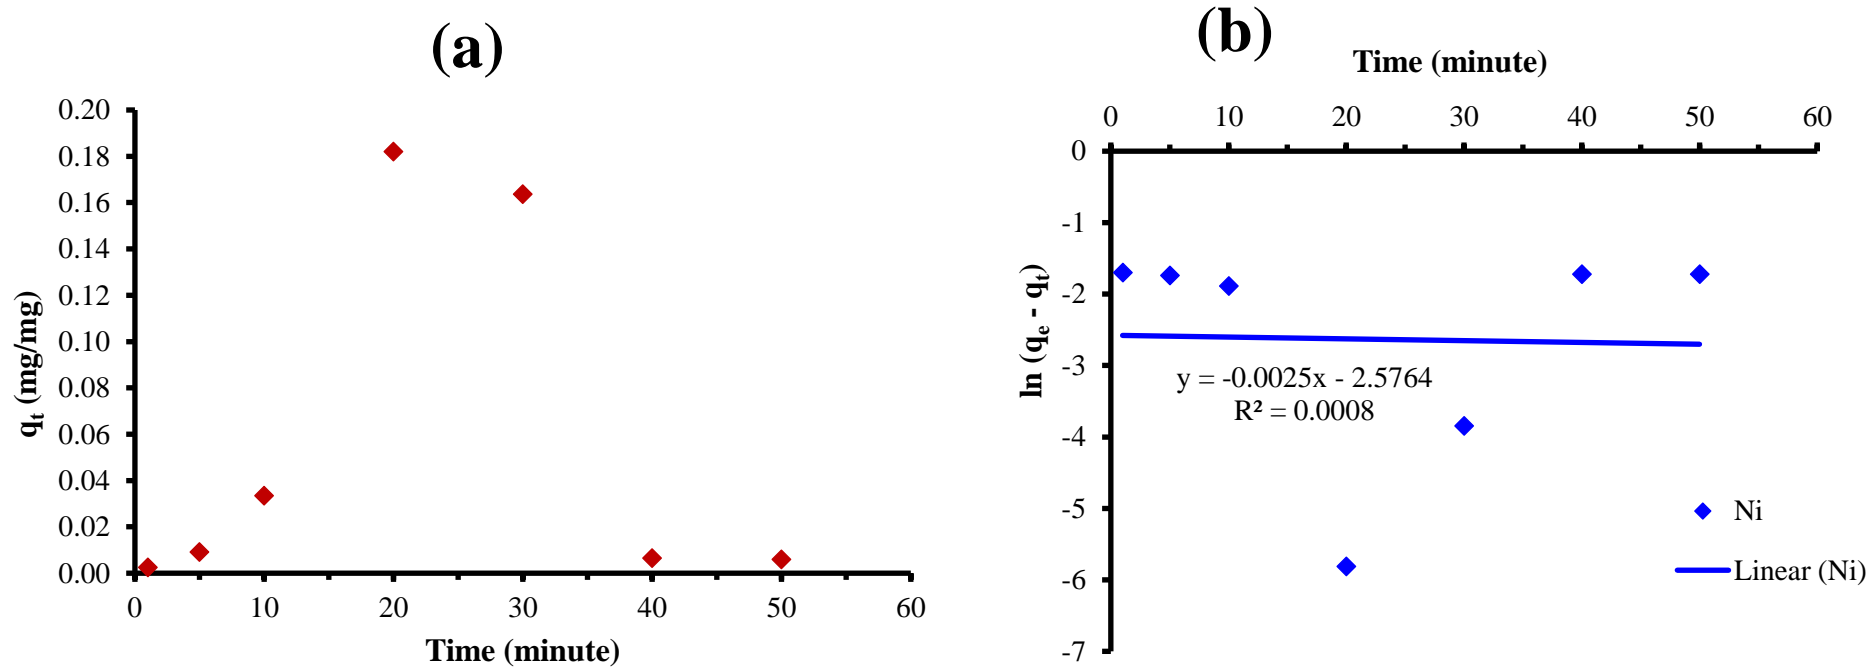 (a)
0.20
0.18
0.16
0.14
0.12
0.10
0.08
0.06
0.04
0.02
0.00
qt (mg/mg)
0 10 20 30 40 50 60
Time (minute)
(b)
Time (minute)
0 10 20 30 40 50 60
0
-1
-2
-3
-4
-5
-6
-7
ln (qe - qt)
y = -0.0025x - 2.5764
R² = 0.0008
Ni
Linear (Ni)